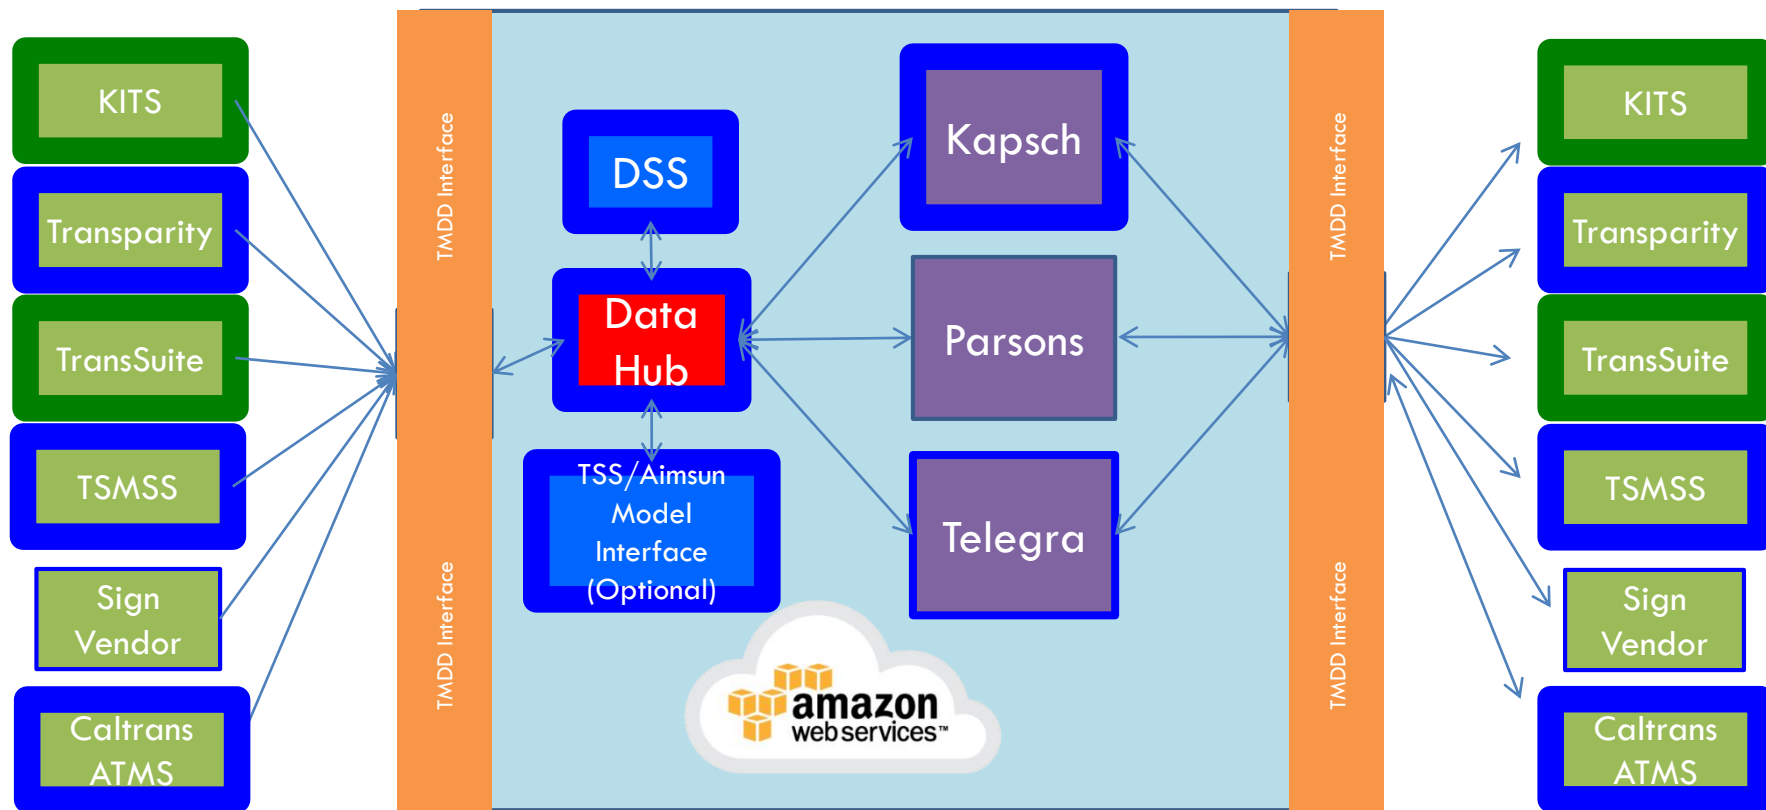 KITS
Transparity
TransSuite
TSMSS
Sign
Vendor
Caltrans
ATMS
TMDD Interface
TMDD Interface
DSS
Data
Hub
TSS/Aimsun
Model
Interface
(Optional)
Kapsch
Parsons
Telegra
amazon
webservices™
TMDD Interface
TMDD Interface
KITS
Transparity
TransSuite
TSMSS
Sign
Vendor
Caltrans
ATMS